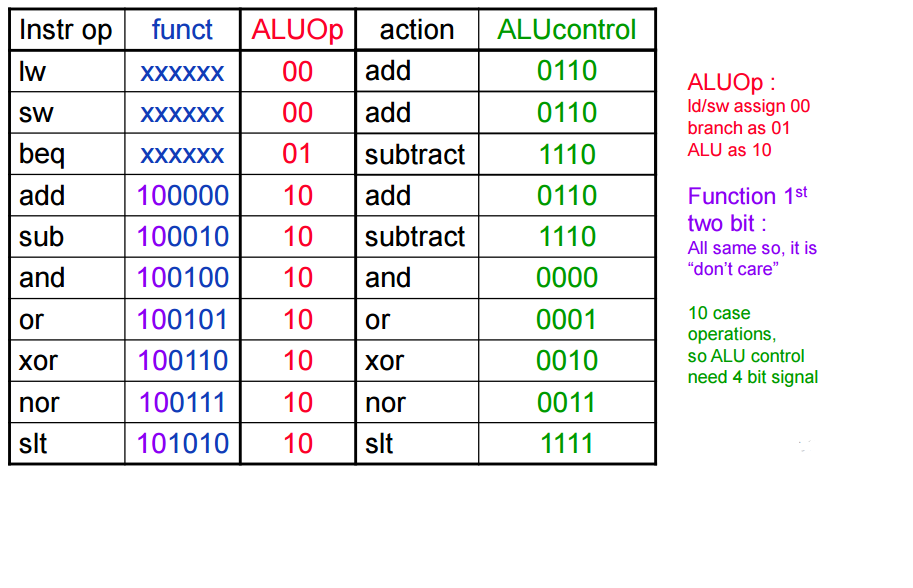 Instr op funct ALUOp action ALUcontrol
lw xxxxxx 00 add 0110
sw xxxxxx 00 add 0110
beq xxxxxx 01 subtract 1110
add 100000 10 add 0110
sub 100010 10 subtract 1110
and 100100 10 and 0000
or 100101 10 or 0001
xor 100110 10 xor 0010
nor 100111 10 nor 0011
slt 101010 10 slt 1111
ALUOp :
ld/sw assign 00
branch as 01
ALU as 10
Function 1st
two bit :
All same so, it is
“don’t care”
10 case
operations,
so ALU control
need 4 bit signal